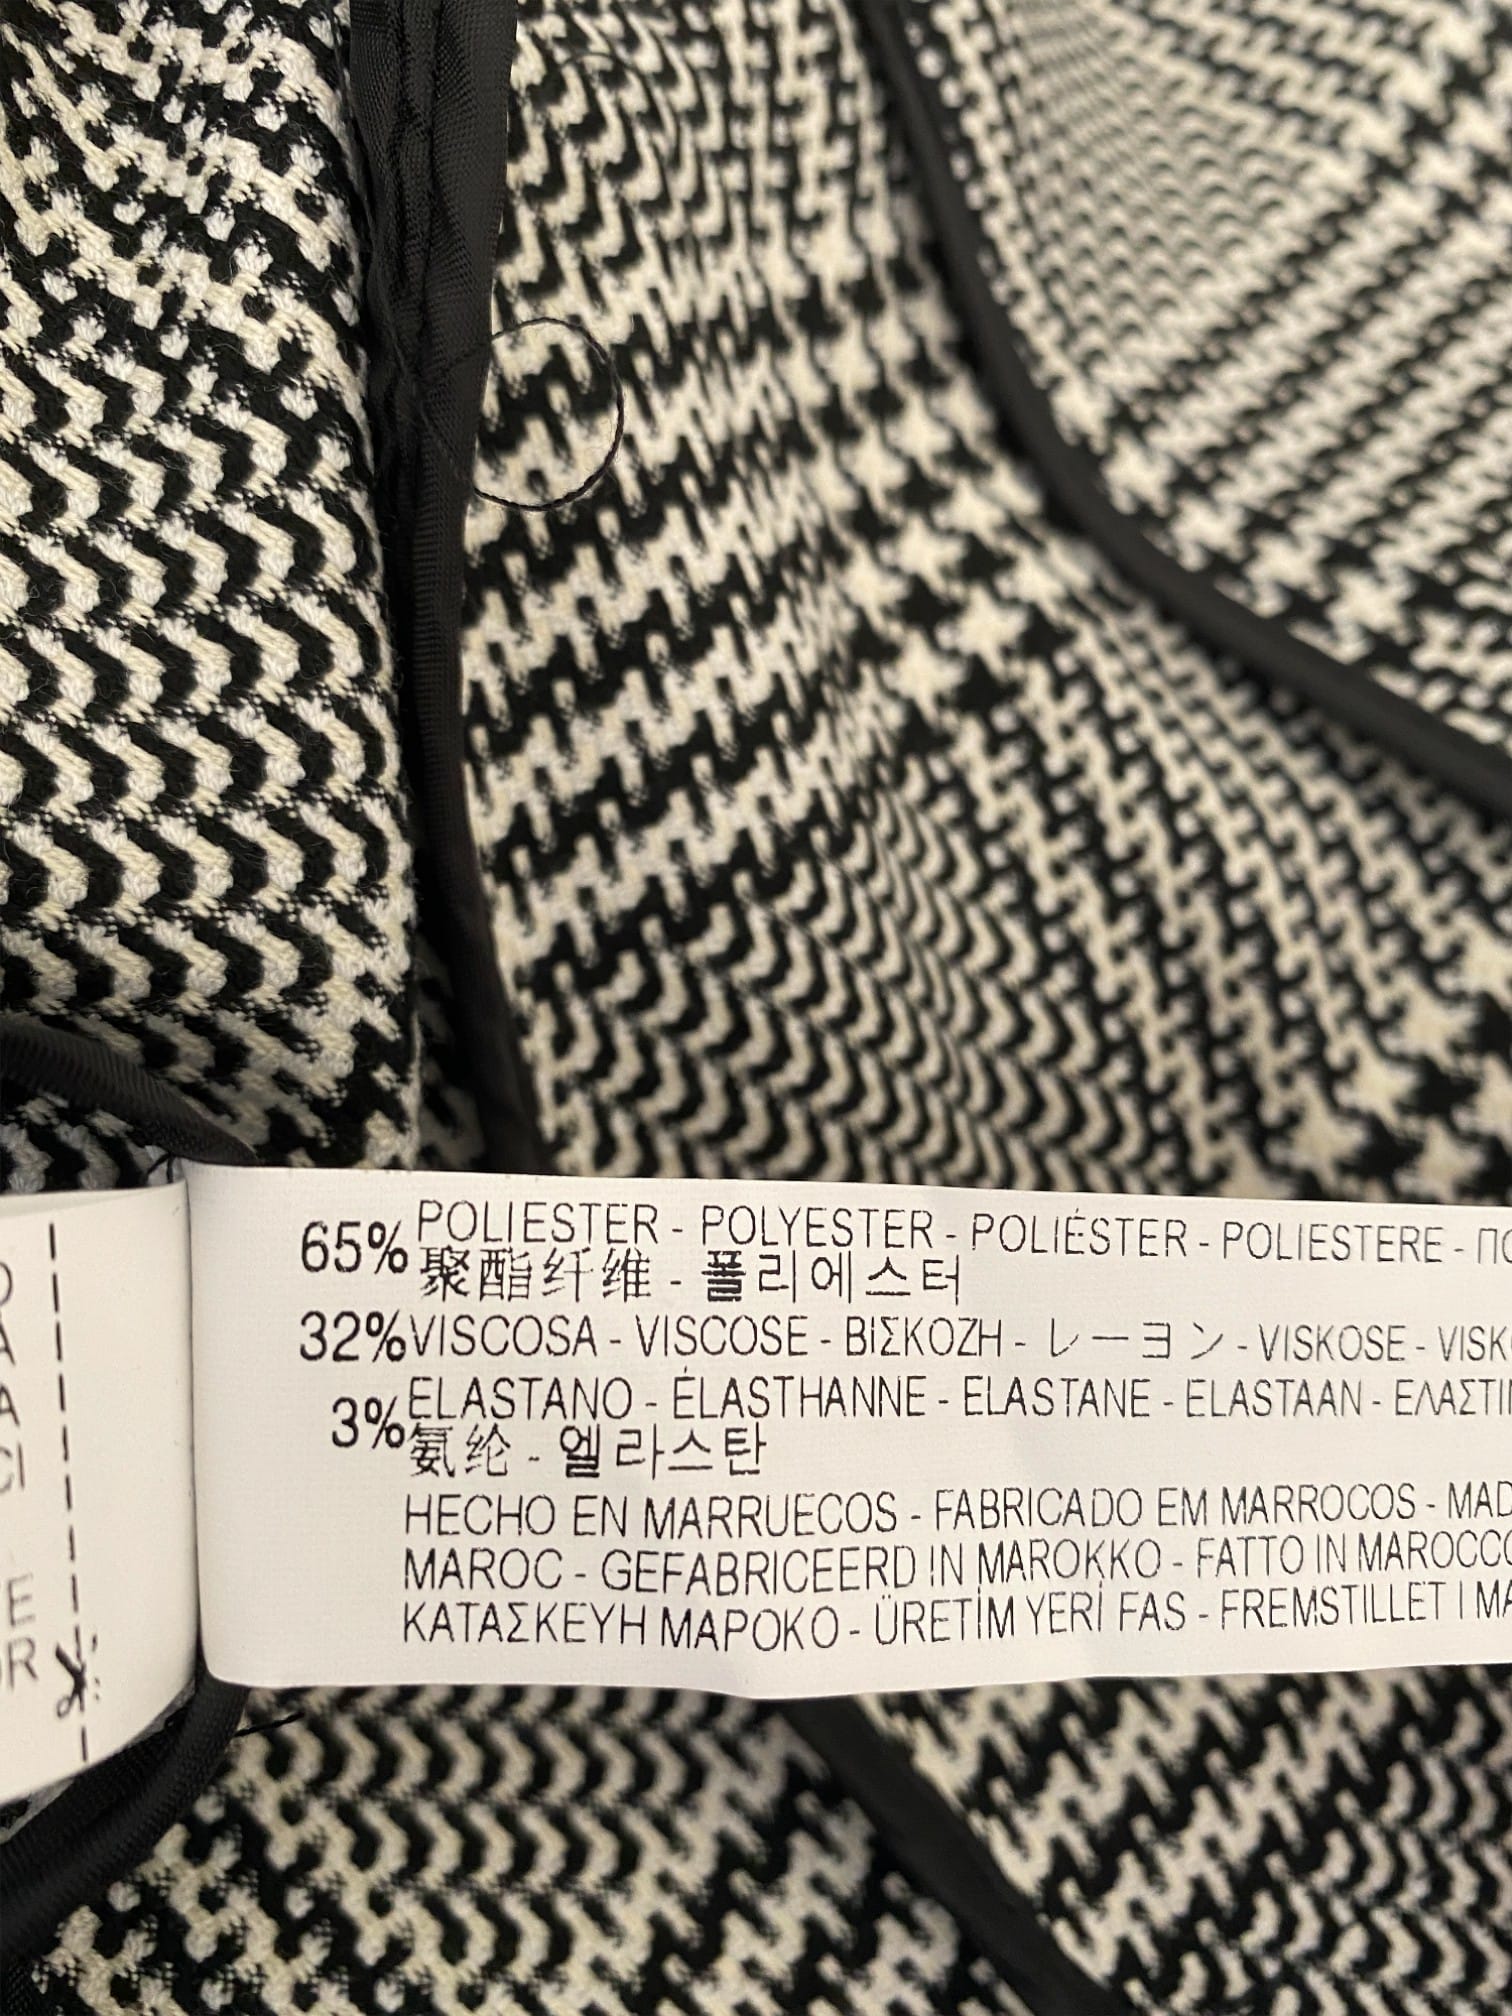 65% POLIESTER - POLYESTER - POLIÉSTER - POLIESTERE -
聚酯纤维 - 폴리에스터
32% VISCOSA - VISCOSE - ΒΙΣΚΟΖΗ - レーヨン - VISKOSE -
3% ELASTANO - ÉLASTHANNE - ELASTANE - ELASTAAN -
氨纶 - 엘라스탄
HECHO EN MARRUECOS - FABRICADO EM MARROCOS -
MAROC - GEFABRICEERD IN MAROKKO - FATTO IN
ΚΑΤΑΣΚΕΥΗ ΜΑΡΟΚΟ - ÜRETİM YERİ FAS - FREMSTILLET I